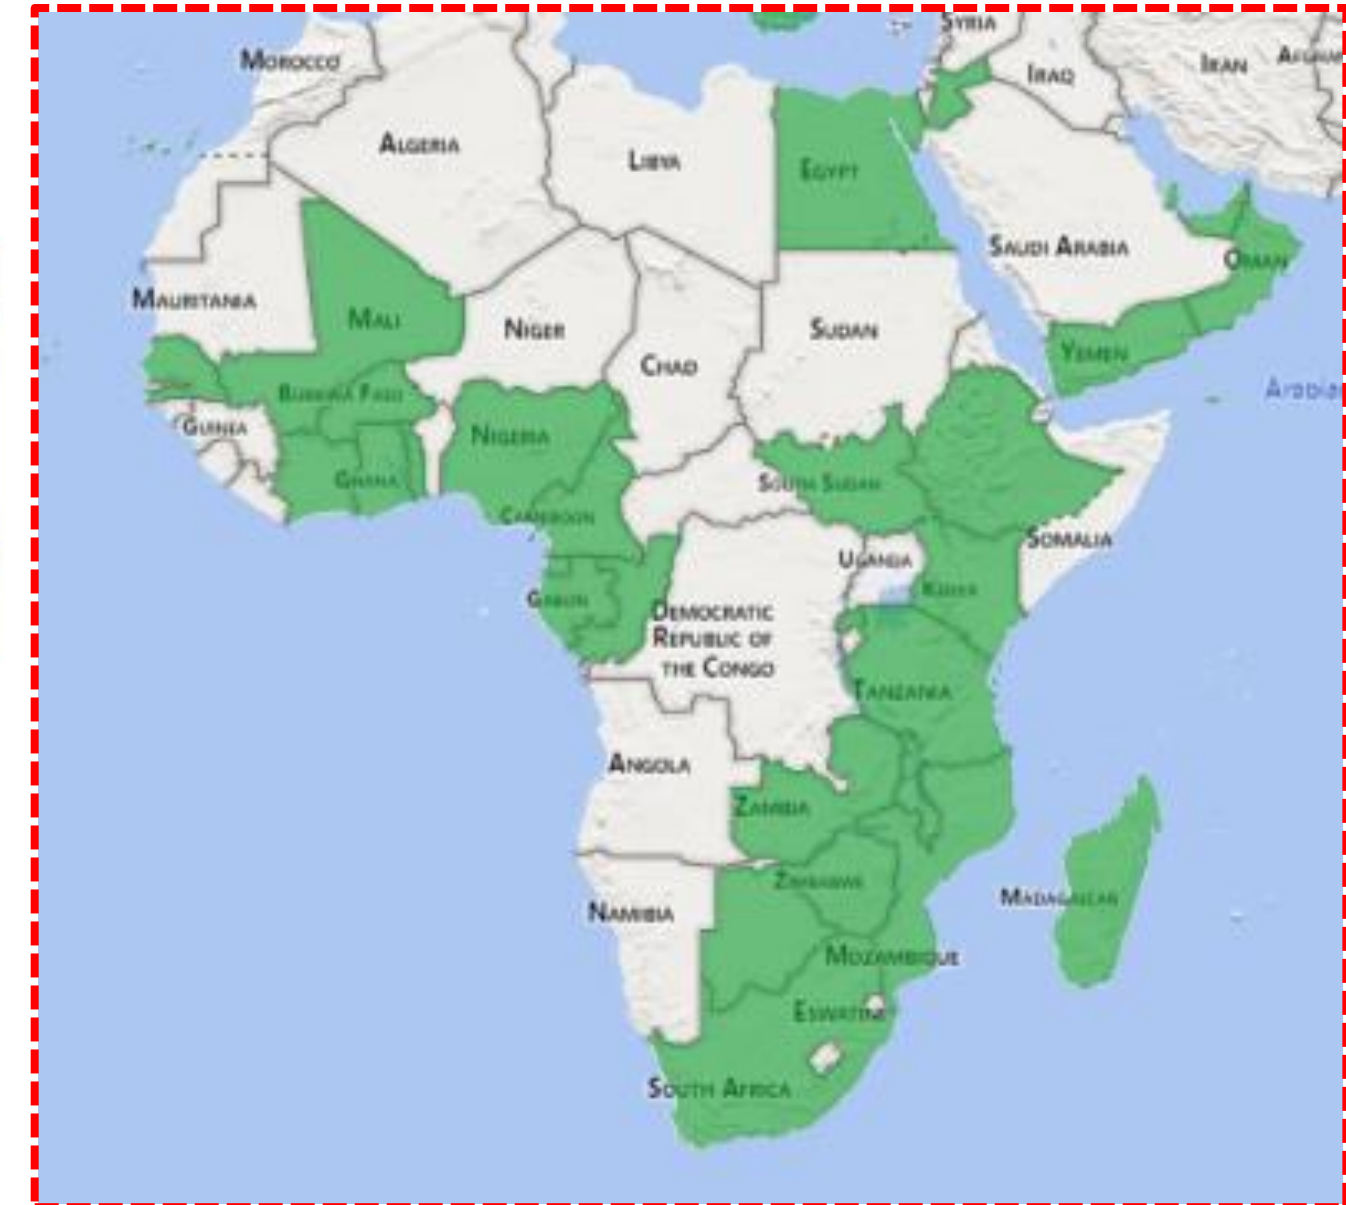 SYRIA
MOROCCO
IRAQ
IRAN
ALGERIA
LIBYA
EGYPT
SAUDI ARABIA
OMAN
MAURITANIA
MALI
NIGER
SUDAN
CHAD
YEMEN
BURKINA FASO
GUINEA
NIGERIA
GHANA
SOUTH SUDAN
CAMEROON
SOMALIA
UGANDA
KENYA
GABON
DEMOCRATIC
REPUBLIC OF
THE CONGO
TANZANIA
ANGOLA
ZAMBIA
ZIMBABWE
MADAGASCAR
NAMIBIA
MOZAMBIQUE
ESWATINI
SOUTH AFRICA